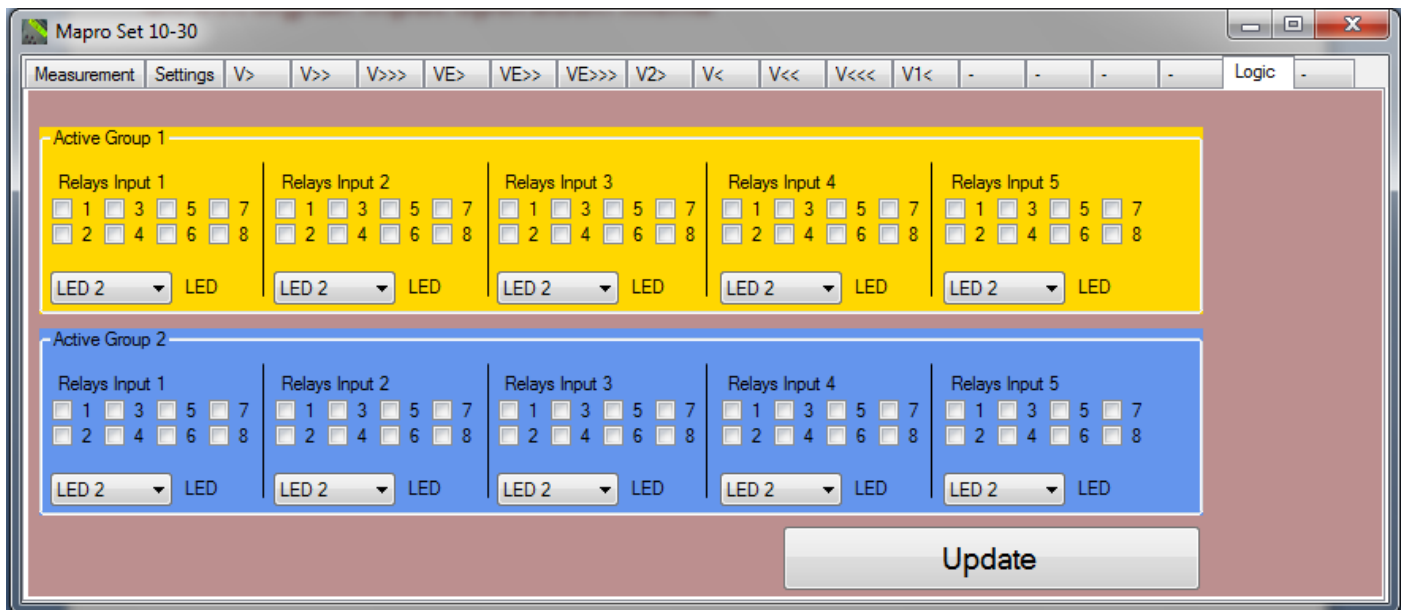 Mapro Set 10-30
Measurement Settings V> V>> V>>> VE> VE>> VE>>> V2> V< V<< V<<< V1< - - - - Logic -
Active Group 1
Relays Input 1 Relays Input 2 Relays Input 3 Relays Input 4 Relays Input 5
1 3 5 7 1 3 5 7 1 3 5 7 1 3 5 7 1 3 5 7
2 4 6 8 2 4 6 8 2 4 6 8 2 4 6 8 2 4 6 8
LED 2 LED LED 2 LED LED 2 LED LED 2 LED LED 2 LED
Active Group 2
Relays Input 1 Relays Input 2 Relays Input 3 Relays Input 4 Relays Input 5
1 3 5 7 1 3 5 7 1 3 5 7 1 3 5 7 1 3 5 7
2 4 6 8 2 4 6 8 2 4 6 8 2 4 6 8 2 4 6 8
LED 2 LED LED 2 LED LED 2 LED LED 2 LED LED 2 LED
Update